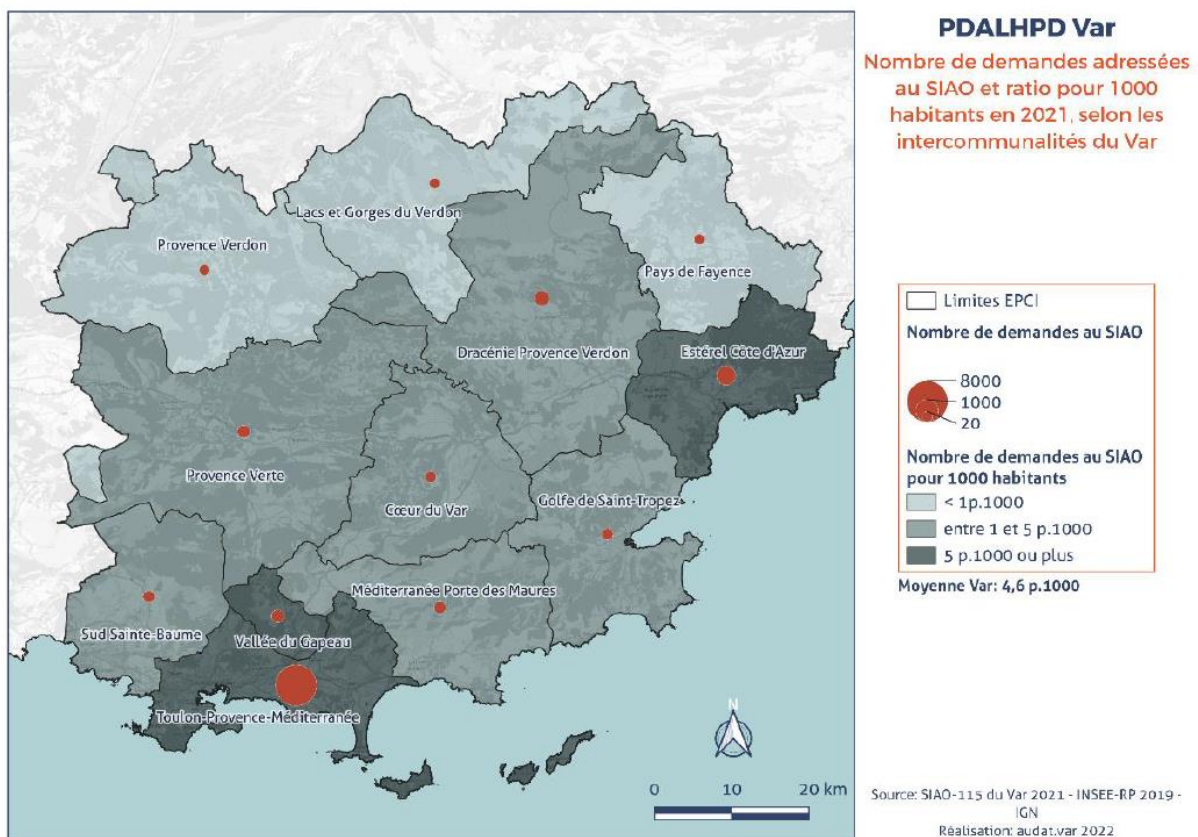 PDALHPD Var
Nombre de demandes adressées
au SIAO et ratio pour 1000
habitants en 2021, selon les
intercommunalités du Var
Lacs et Gorges du Verdon
Provence Verdon
Pays de Fayence
Dracénie Provence Verdon
Estérel Côte d'Azur
Provence Verte
Cœur du Var
Golfe de Saint-Tropez
Méditerranée Porte des Maures
Sud Sainte-Baume
Vallée du Gapeau
Toulon-Provence-Méditerranée
N
0 10 20 km
Limites EPCI
Nombre de demandes au SIAO
8000
1000
20
Nombre de demandes au SIAO
pour 1000 habitants
< 1p.1000
entre 1 et 5 p.1000
5 p.1000 ou plus
Moyenne Var: 4,6 p.1000
Source: SIAO-115 du Var 2021 - INSEE-RP 2019 -
IGN
Réalisation: audat.var 2022